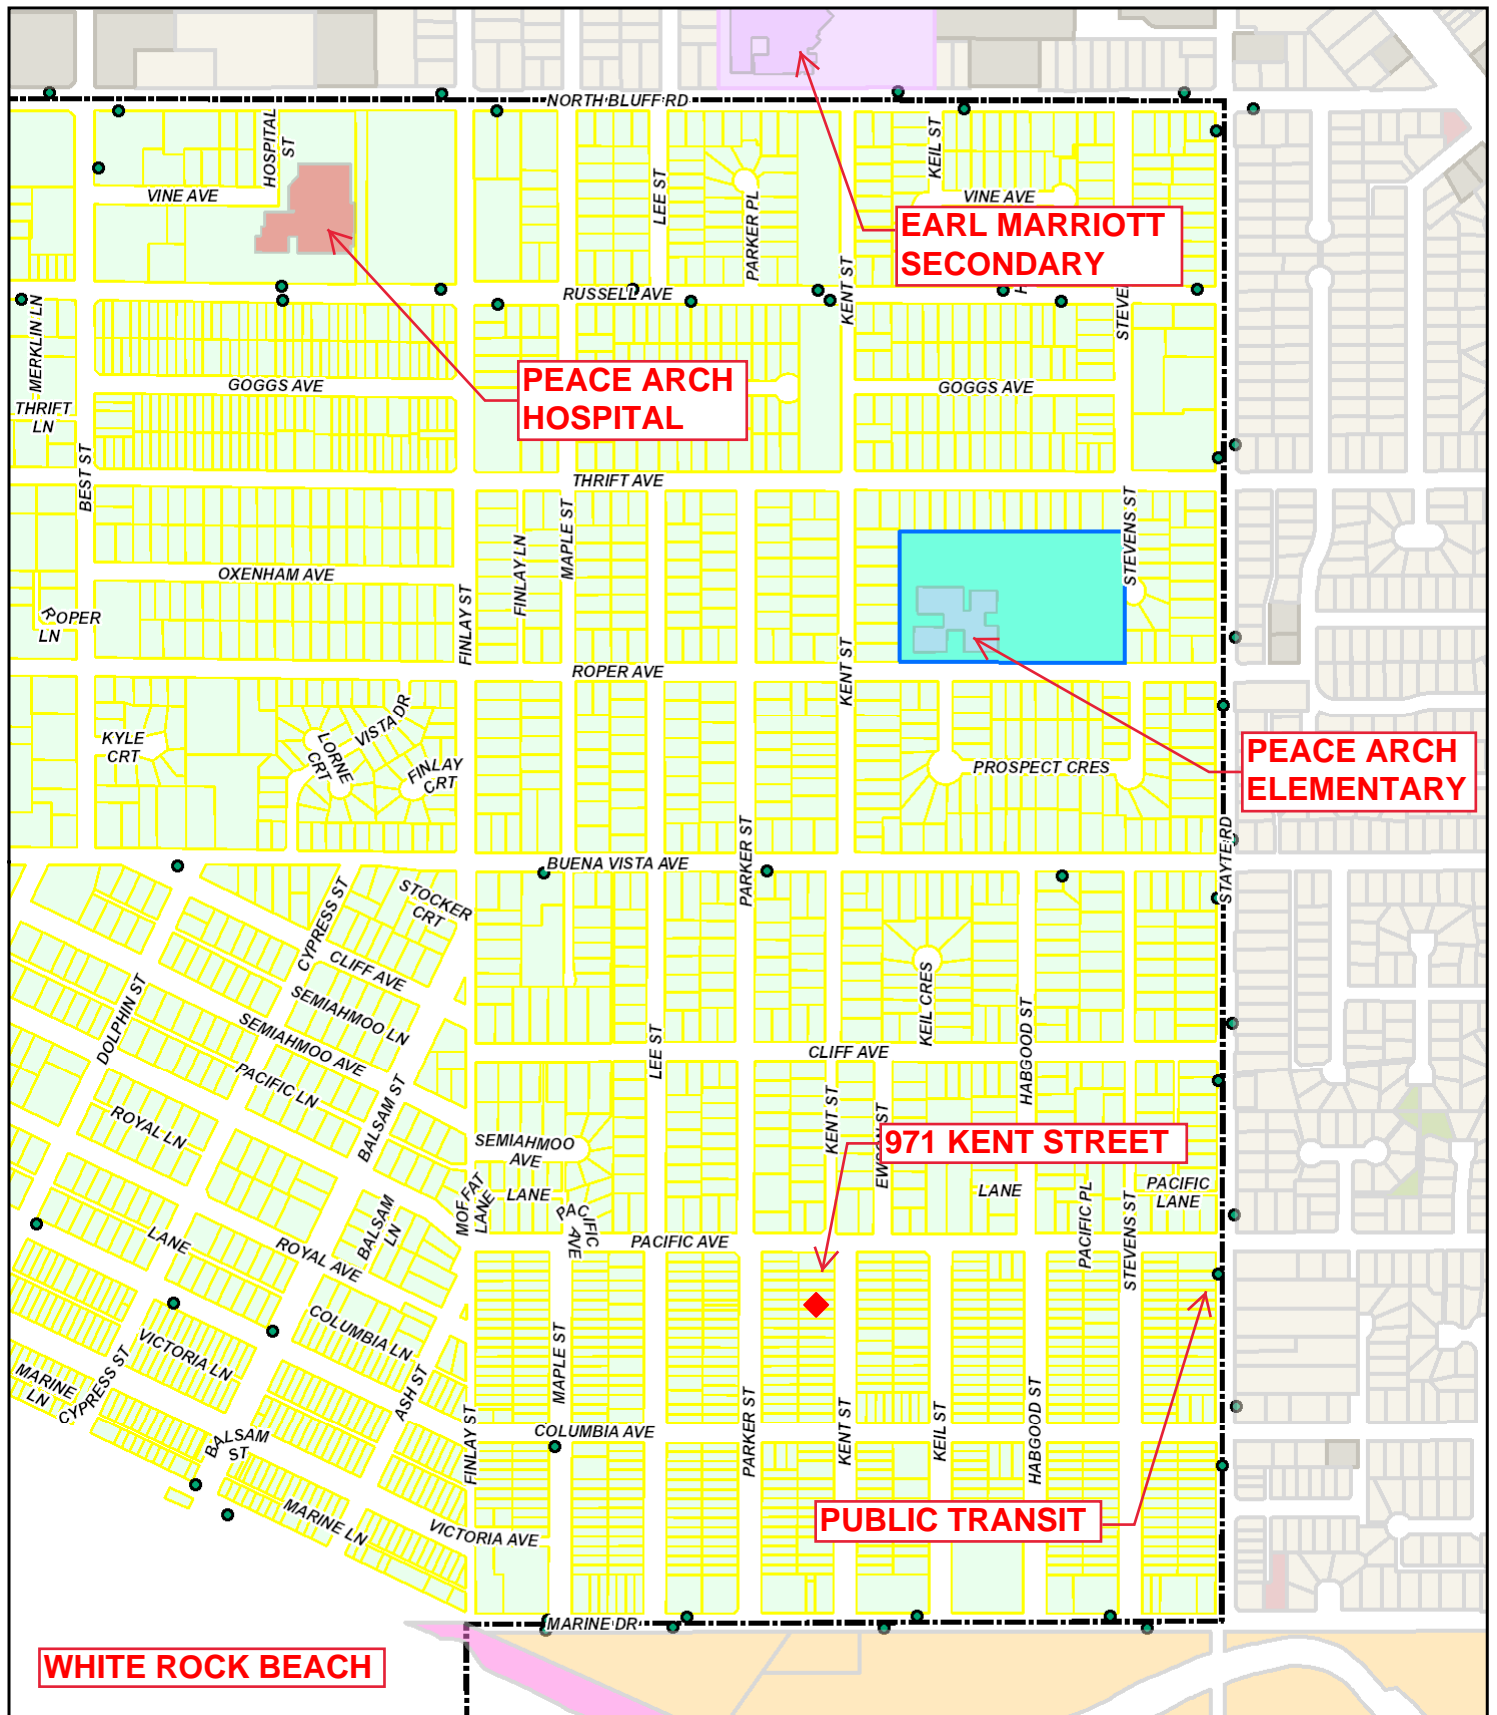 NORTH BLUFF RD
HOSPITAL
ST
VINE AVE
LEE ST
PARKER PL
KEIL ST
VINE AVE
EARL MARRIOTT
SECONDARY
RUSSELL AVE
KENT ST
MERKLIN LN
GOGGS AVE
PEACE ARCH
HOSPITAL
GOGGS AVE
THRIFT
LN
BEST ST
THRIFT AVE
MAPLE ST
FINLAY LN
STEVENS ST
OXENHAM AVE
ROPER
LN
FINLAY ST
ROPER AVE
KENT ST
KYLE
CRT
LORNE
CRT
VISTA DR
FINLAY
CRT
PROSPECT CRES
PEACE ARCH
ELEMENTARY
BUENA VISTA AVE
PARKER ST
STAYTE RD
STOCKER
CRT
CYPRESS ST
CLIFF AVE
SEMIAHMOO LN
SEMIAHMOO AVE
DOLPHIN ST
PACIFIC LN
KEIL CRES
HABGOOD ST
LEE ST
CLIFF AVE
ROYAL LN
BALSAM ST
SEMIAHMOO
AVE
KENT ST
971 KENT STREET
MOFFAT
LANE
LANE
PACIFIC
AVE
LANE
PACIFIC PL
PACIFIC
LANE
STEVENS ST
LANE
BALSAM
LN
ROYAL AVE
PACIFIC AVE
COLUMBIA LN
VICTORIA LN
MARINE
LN
CYPRESS ST
ASH ST
MAPLE ST
BALSAM
ST
FINLAY ST
COLUMBIA AVE
PARKER ST
KENT ST
KEIL ST
HABGOOD ST
MARINE LN
VICTORIA AVE
PUBLIC TRANSIT
MARINE DR
WHITE ROCK BEACH